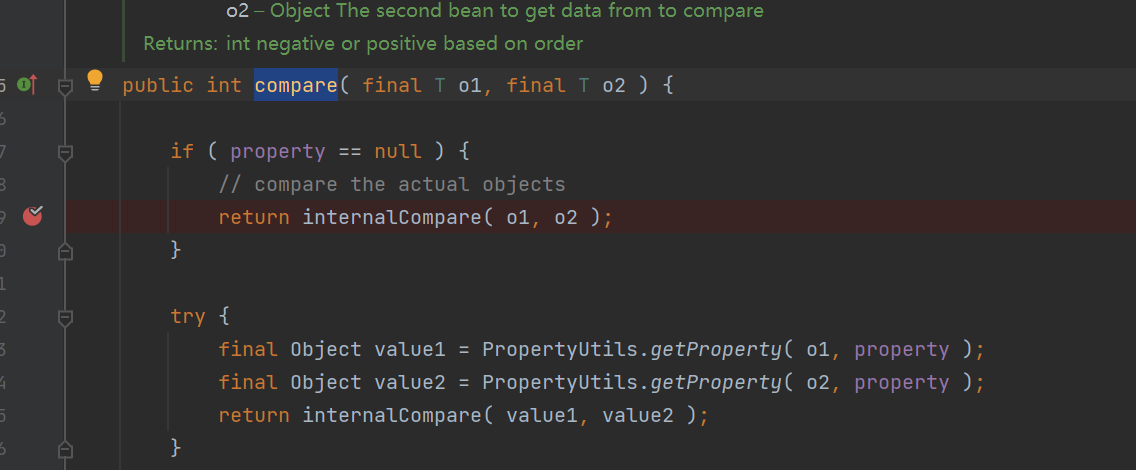 o2 – Object The second bean to get data from to compare
Returns: int negative or positive based on order
5 public int compare( final T o1, final T o2 ) {
6
7 if ( property == null ) {
8 // compare the actual objects
9 return internalCompare( o1, o2 );
0 }
1
2 try {
3 final Object value1 = PropertyUtils.getProperty( o1, property );
4 final Object value2 = PropertyUtils.getProperty( o2, property );
5 return internalCompare( value1, value2 );
6 }